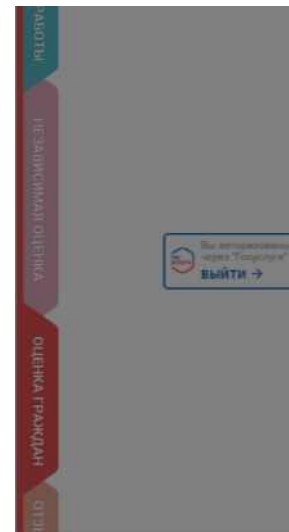 РАБОТЫ
НЕЗАВИСИМАЯ ОЦЕНКА
ОЦЕНКА ГРАЖДАН
Вы авторизованы
через "Госуслуги"
ВЫЙТИ →